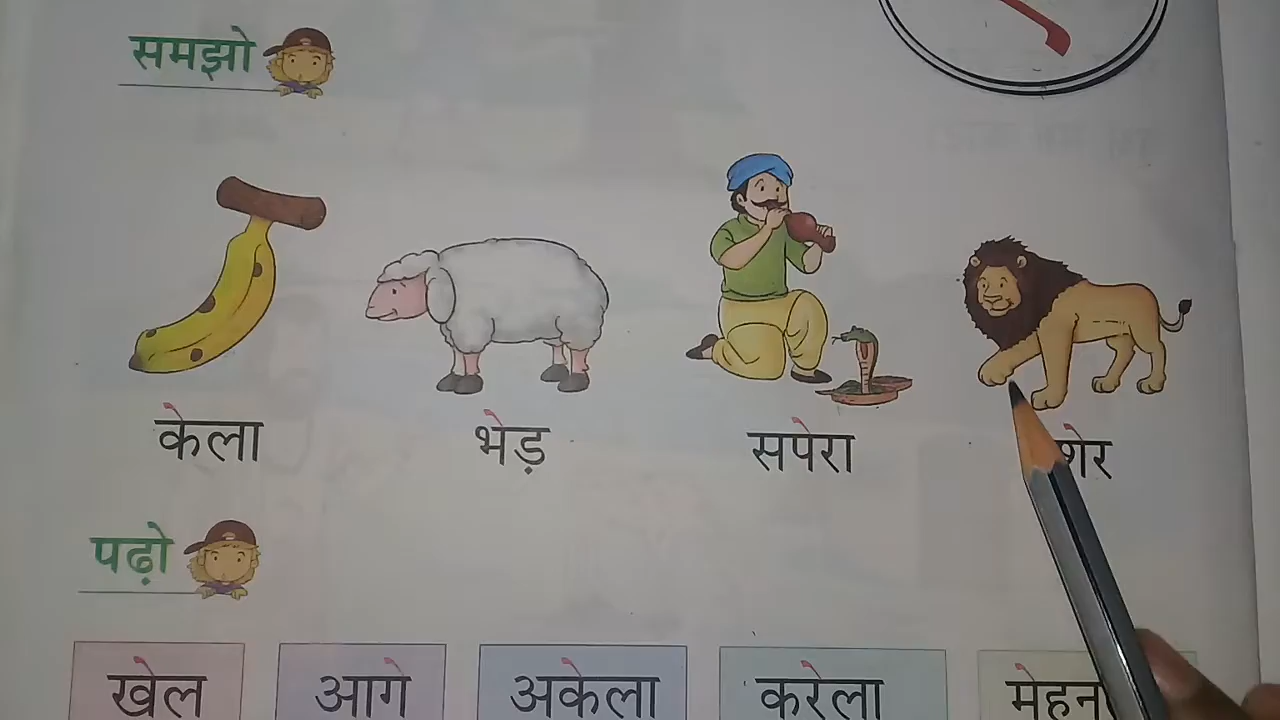 समझो
केला भेड़ सपेरा शेर
पढ़ो
खेल आगे अकेला करेला